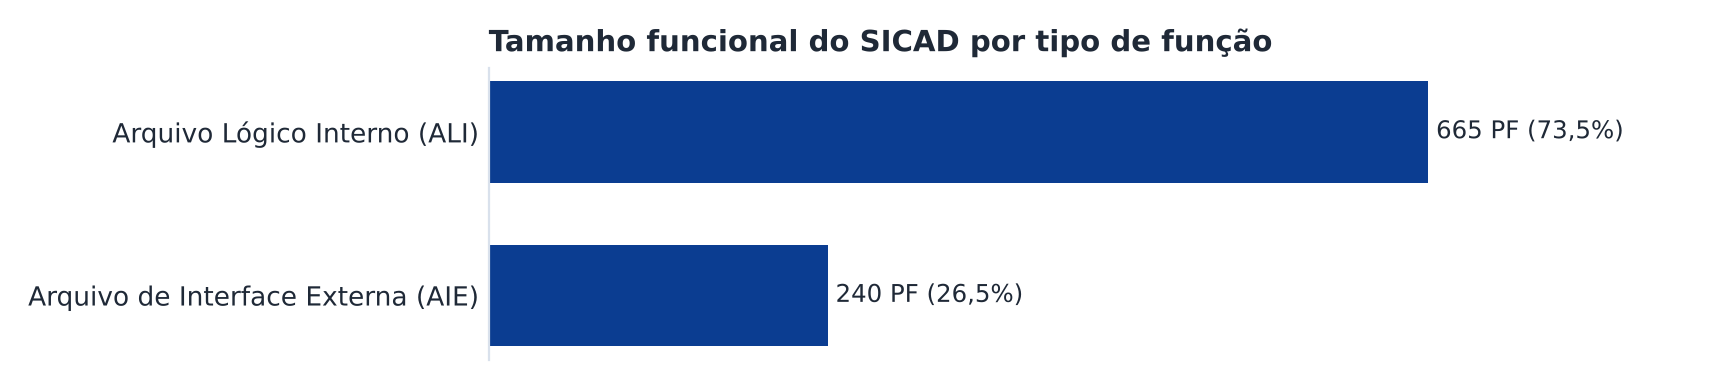 Tamanho funcional do SICAD por tipo de função
Arquivo Lógico Interno (ALI)
665 PF (73,5%)
Arquivo de Interface Externa (AIE)
240 PF (26,5%)